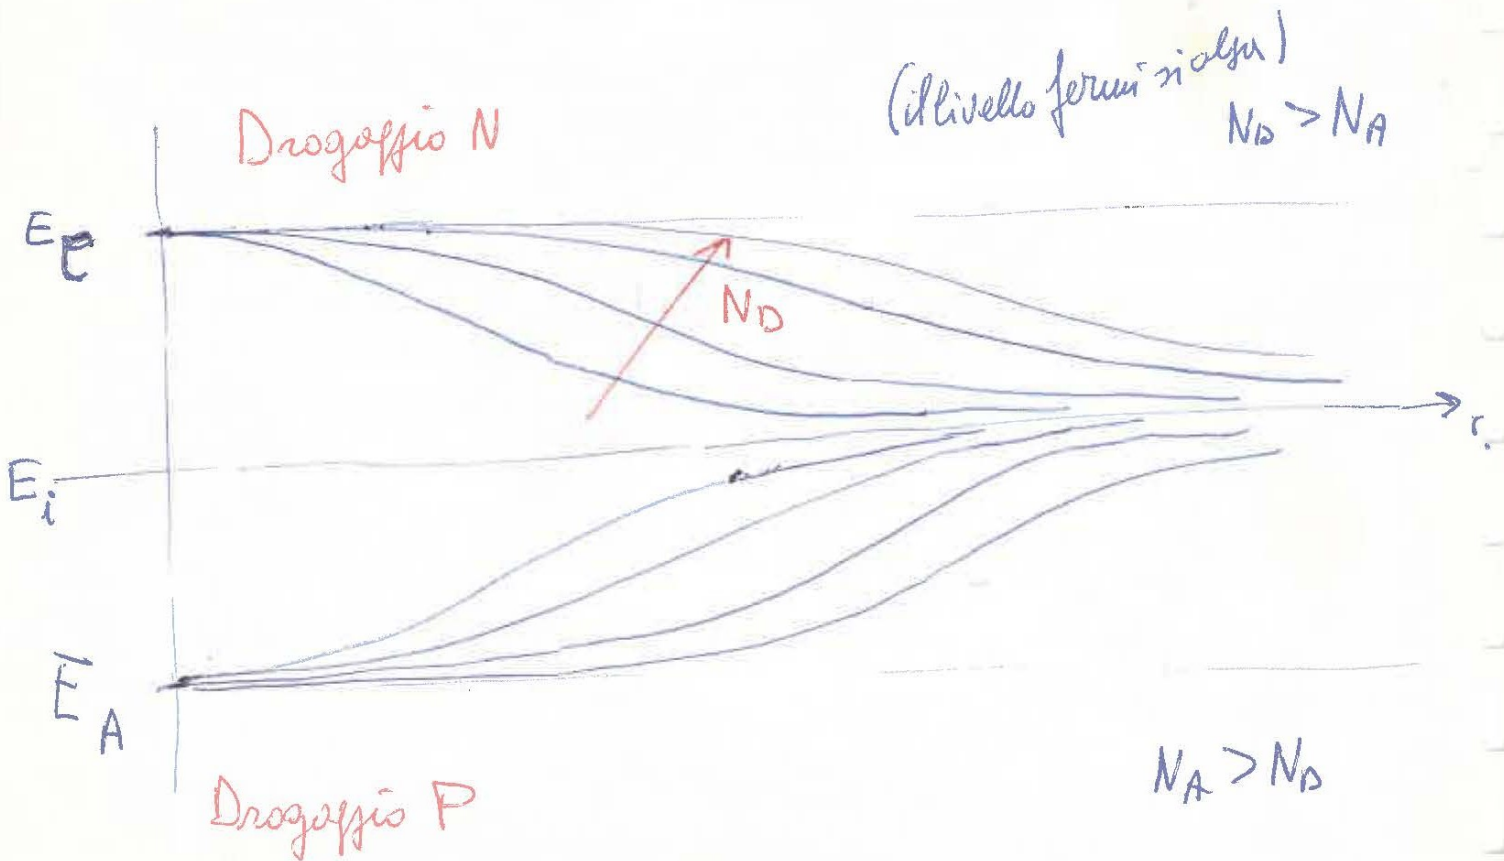 (il livello fermi si alza)
N_D > N_A
Drogaggio N
E_C
N_D
r.
E_i
E_A
N_A > N_D
Drogaggio P